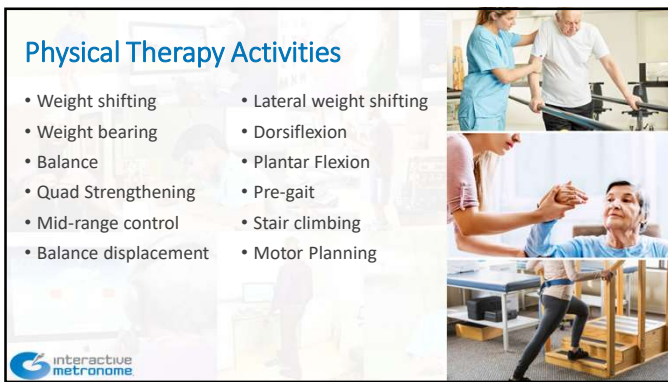 Physical Therapy Activities
• Weight shifting
• Weight bearing
• Balance
• Quad Strengthening
• Mid-range control
• Balance displacement
• Lateral weight shifting
• Dorsiflexion
• Plantar Flexion
• Pre-gait
• Stair climbing
• Motor Planning
interactive
metronome